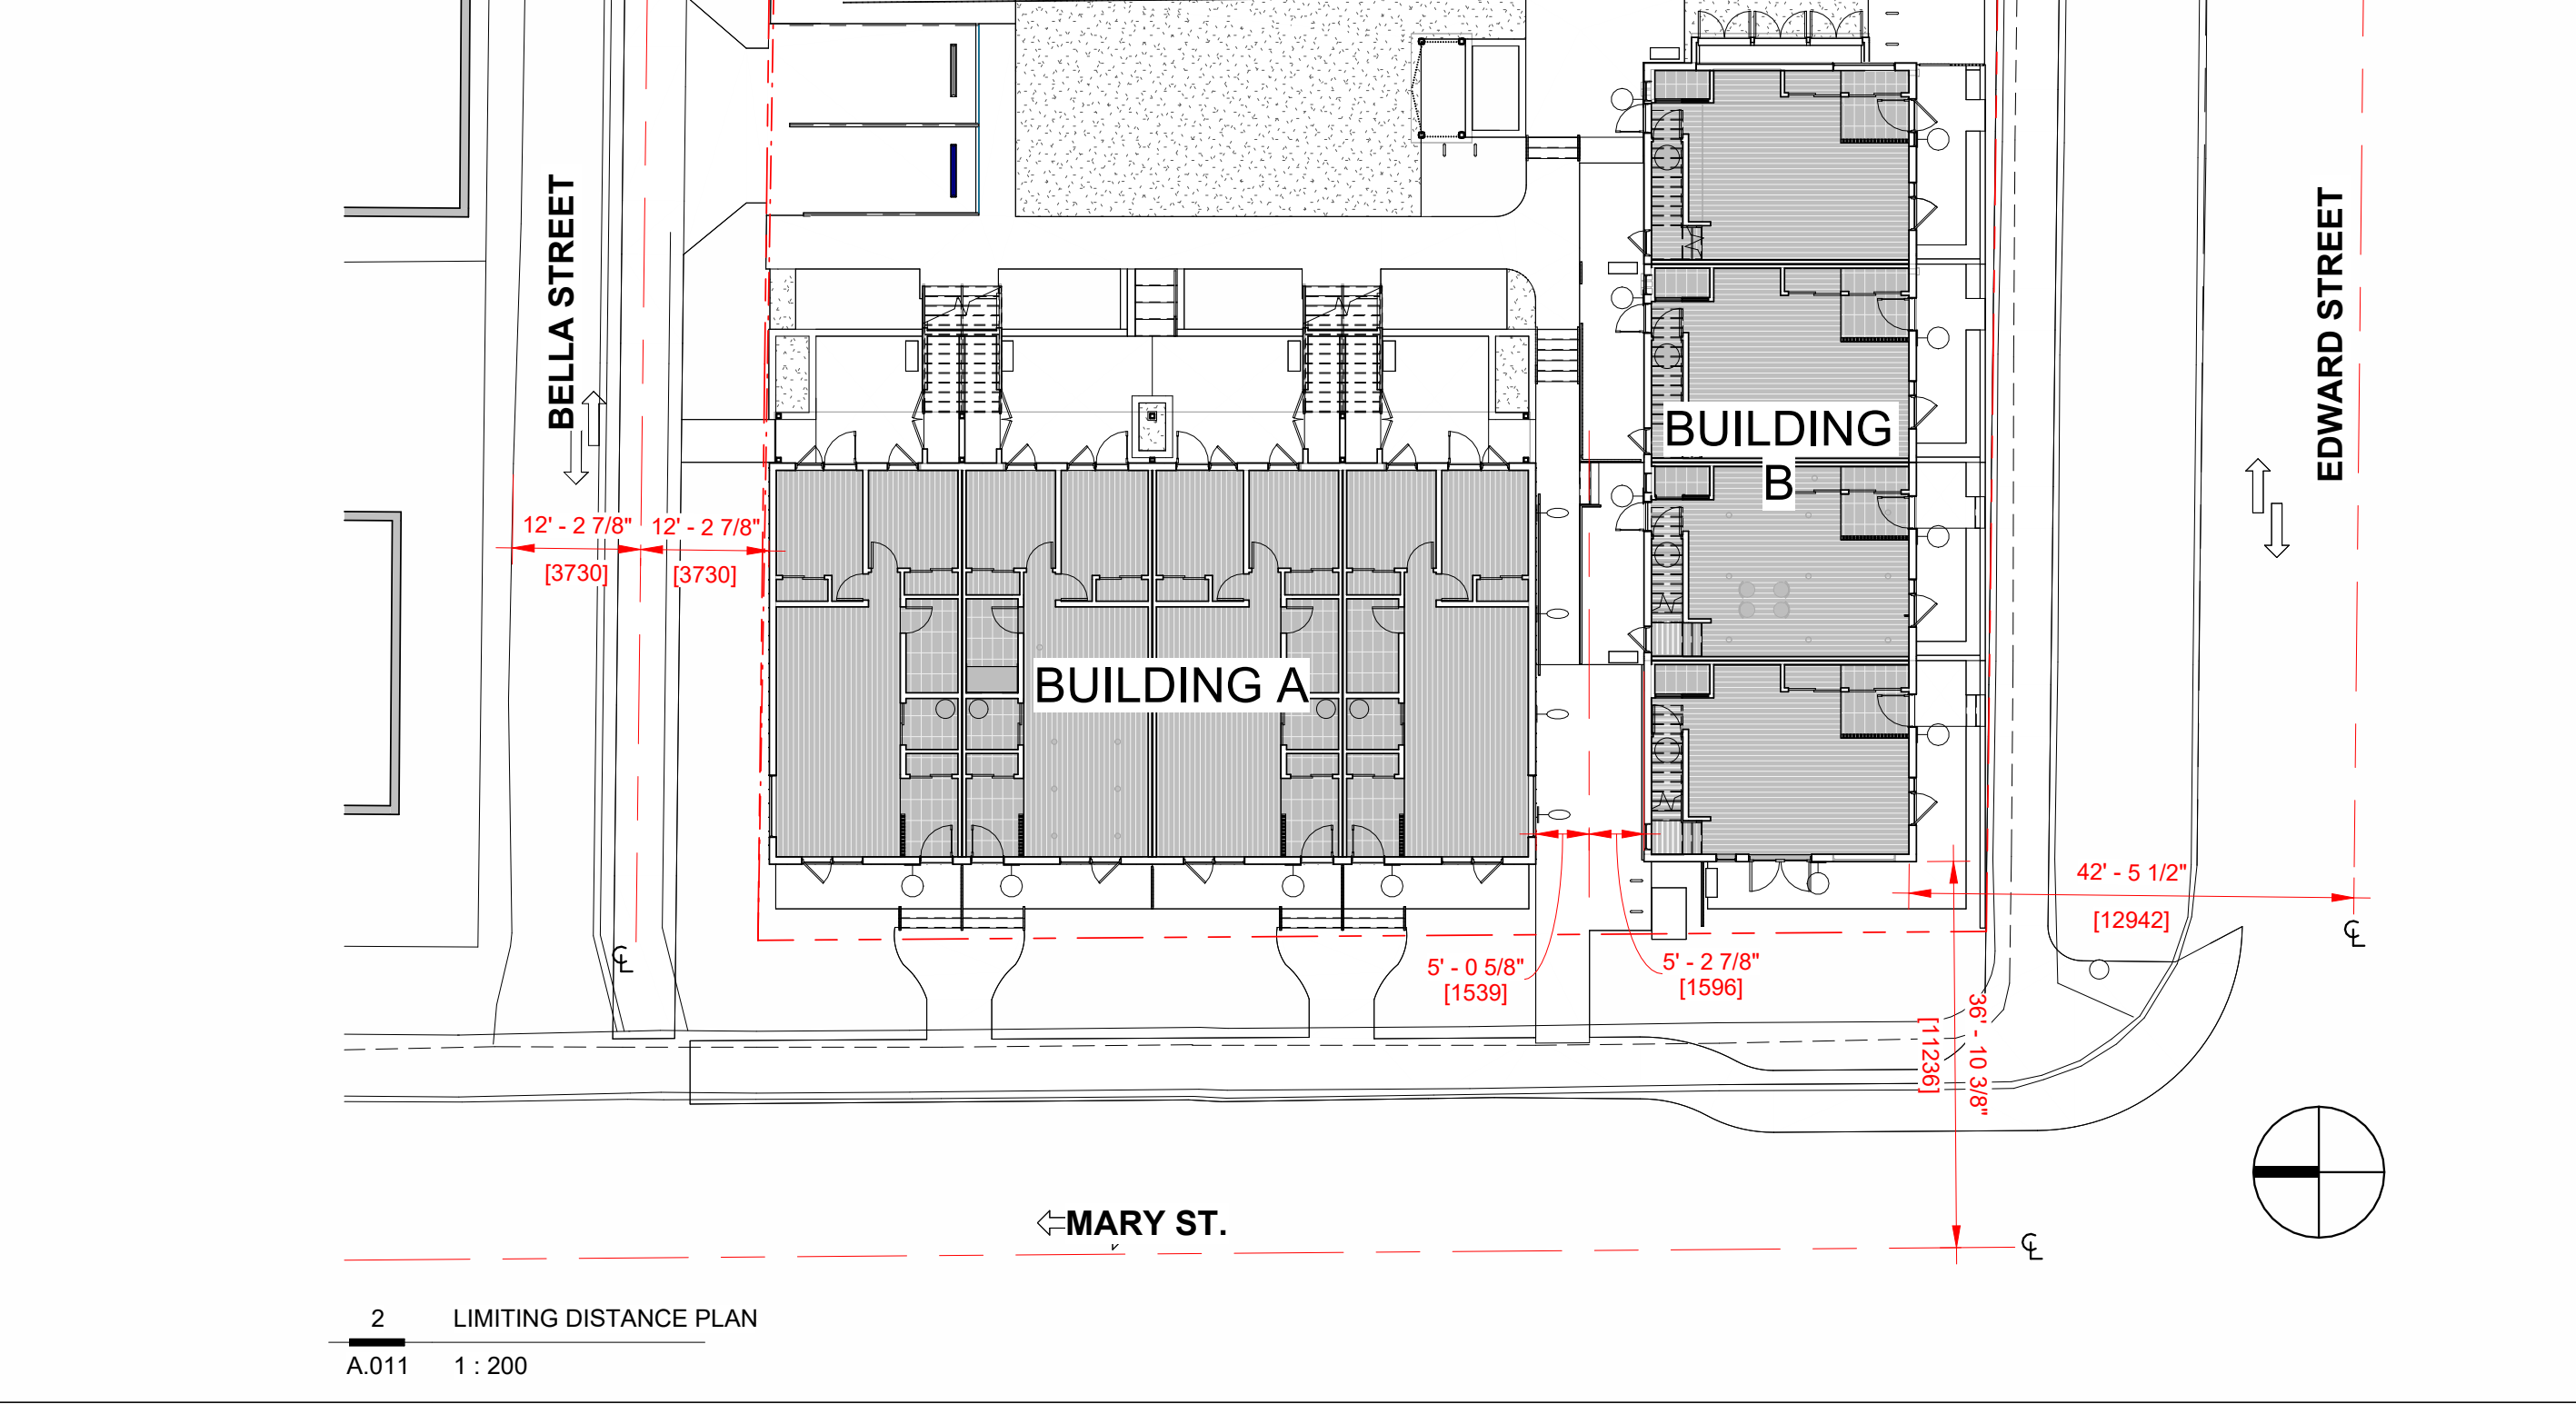 BELLA STREET
EDWARD STREET
BUILDING
B
12' - 2 7/8"
12' - 2 7/8"
[3730]
[3730]
BUILDING A
42' - 5 1/2"
[12942]
℄
℄
5' - 0 5/8"
[1539]
5' - 2 7/8"
[1596]
36' - 10 3/8"
[11236]
MARY ST.
℄
2 LIMITING DISTANCE PLAN
A.011 1 : 200